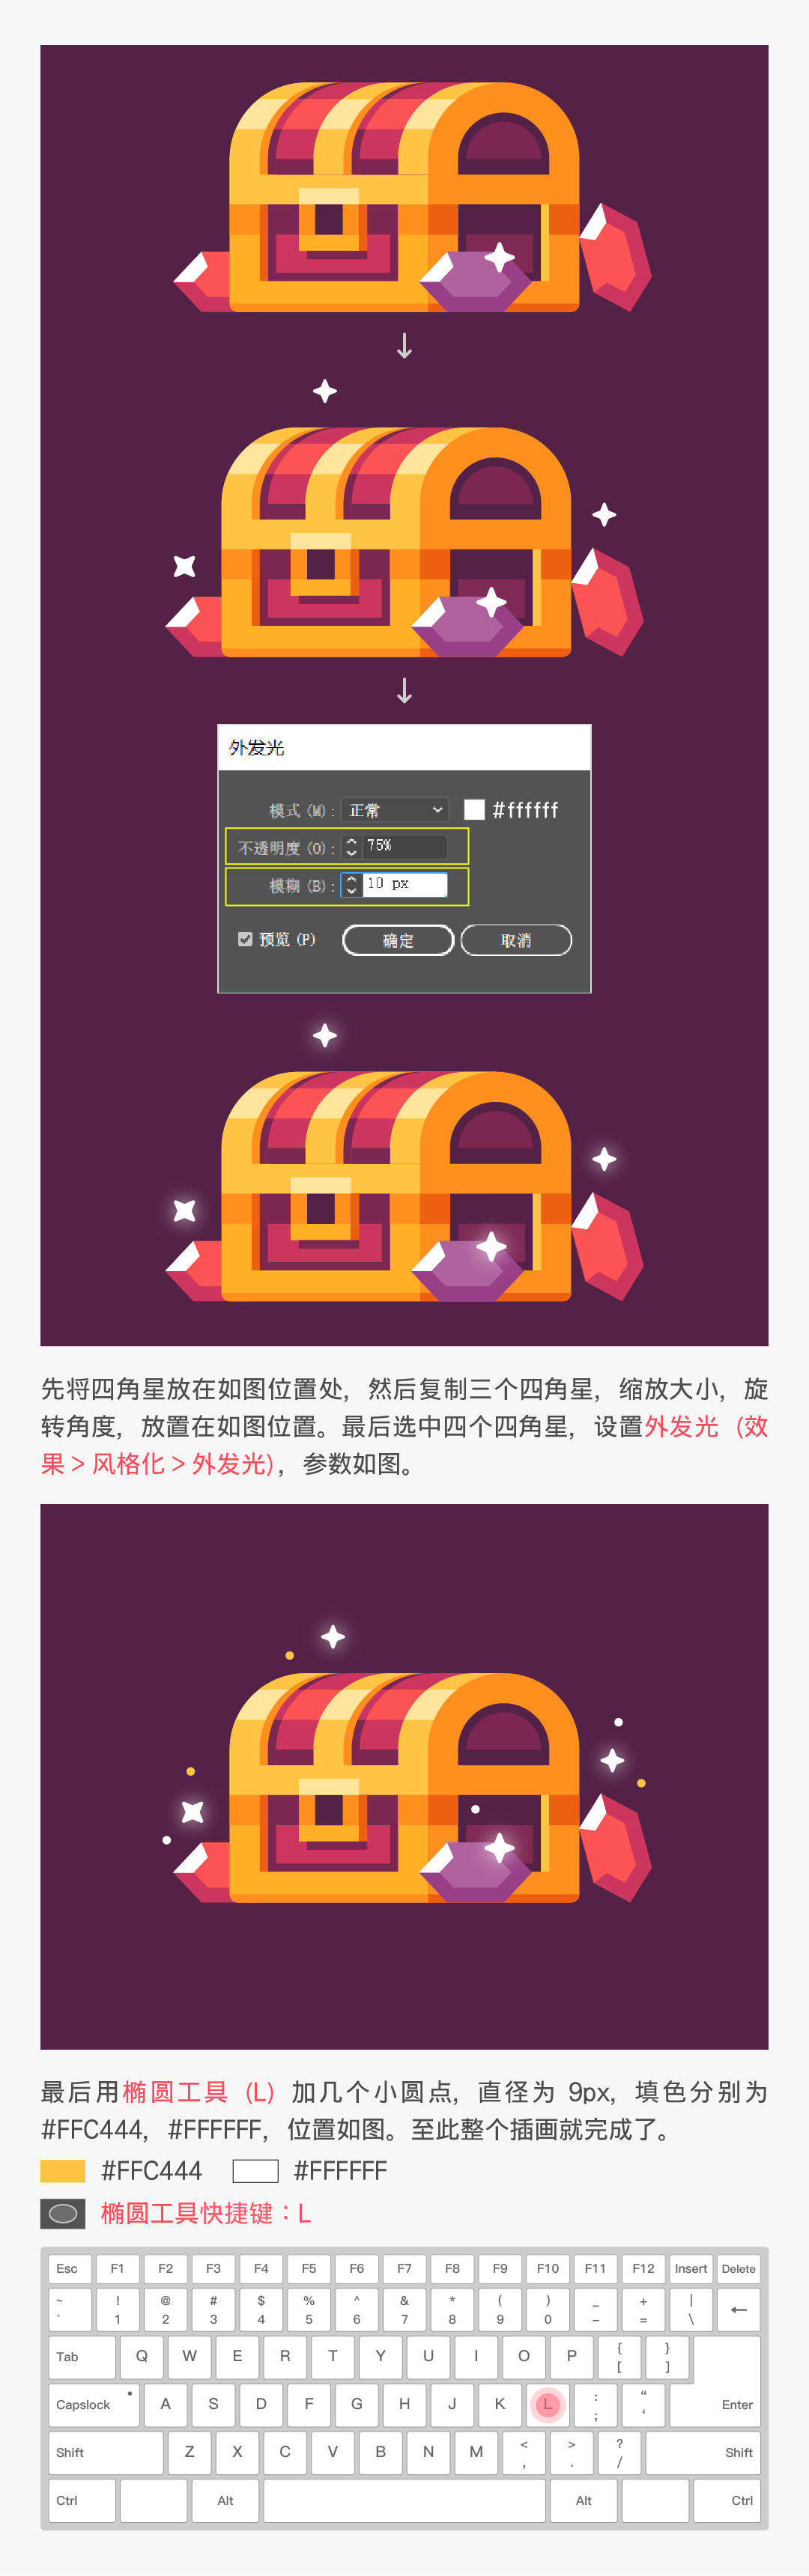 ↓
↓
外发光
模式 (M) : 正常 #ffffff
不透明度 (O) : 75%
模糊 (B) : 10 px
预览 (P) 确定 取消
先将四角星放在如图位置处，然后复制三个四角星，缩放大小，旋
转角度，放置在如图位置。最后选中四个四角星，设置外发光（效
果 > 风格化 > 外发光)，参数如图。
最后用椭圆工具（L）加几个小圆点，直径为 9px，填色分别为
#FFC444，#FFFFFF，位置如图。至此整个插画就完成了。
#FFC444 #FFFFFF
椭圆工具快捷键：L
Esc F1 F2 F3 F4 F5 F6 F7 F8 F9 F10 F11 F12 Insert Delete
~ ! @ # $ % ^ & * ( ) _ + |
` 1 2 3 4 5 6 7 8 9 0 – = \ ←
Tab Q W E R T Y U I O P { }
[ ]
Capslock A S D F G H J K L : “ Enter
; ‘
Shift Z X C V B N M < > ? Shift
, . /
Ctrl Alt Alt Ctrl